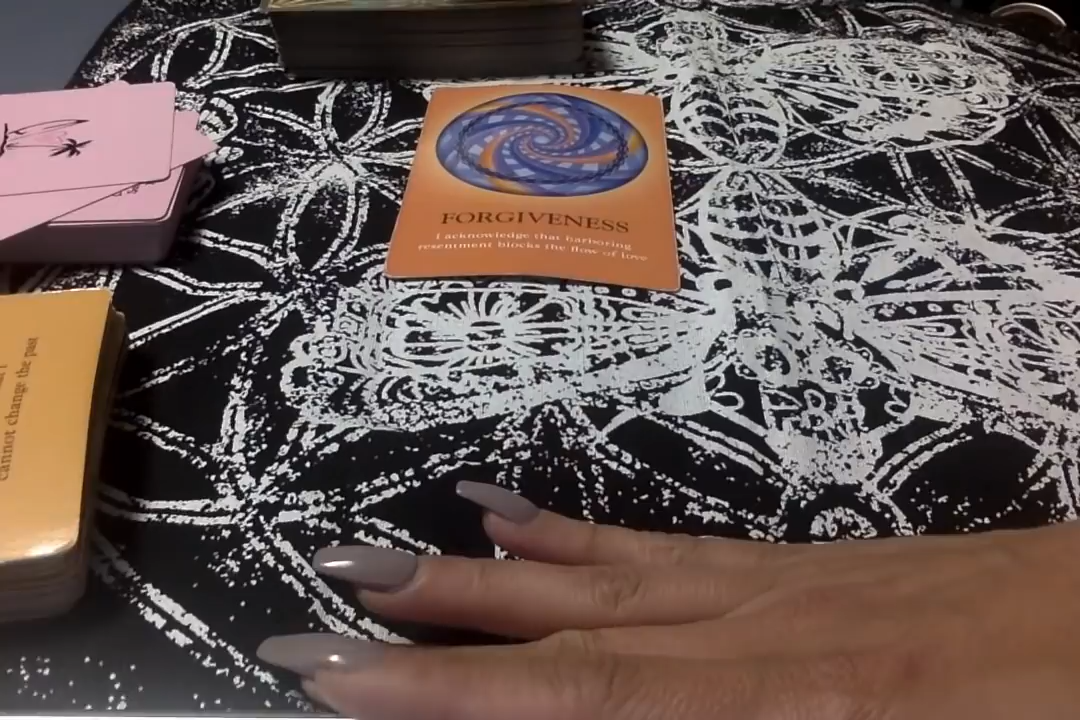 FORGIVENESS
I acknowledge that harboring
resentment blocks the flow of love
cannot change the past